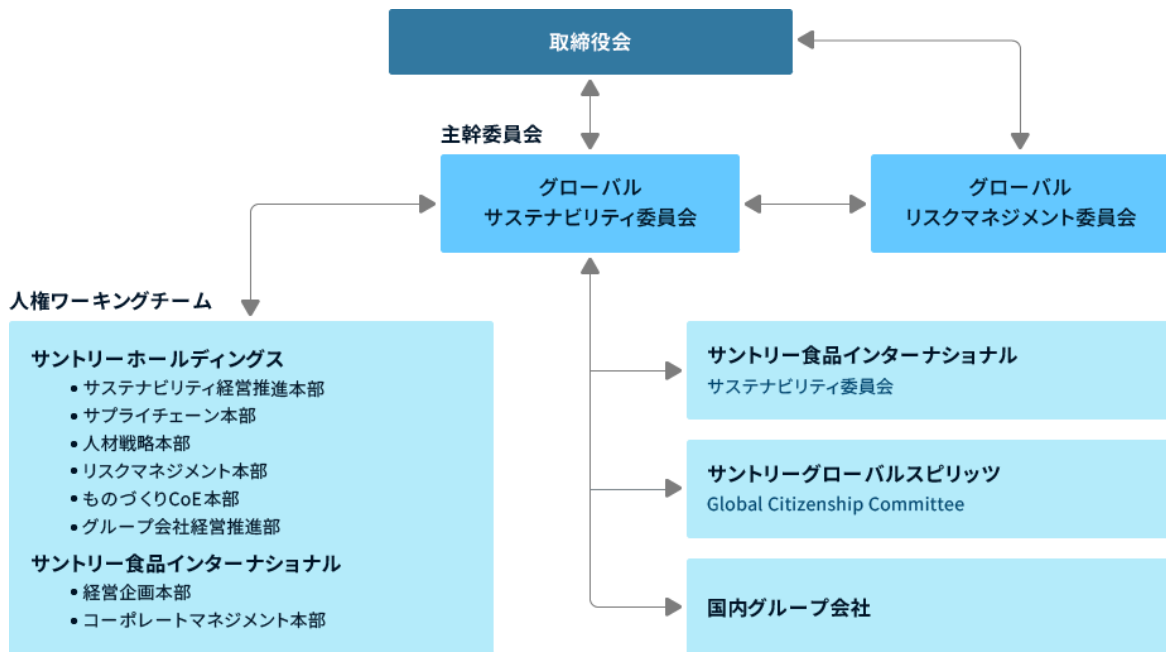 取締役会
主幹委員会
グローバル
サステナビリティ委員会
グローバル
リスクマネジメント委員会
人権ワーキングチーム
サントリーホールディングス
• サステナビリティ経営推進本部
• サプライチェーン本部
• 人材戦略本部
• リスクマネジメント本部
• ものづくりCoE本部
• グループ会社経営推進部
サントリー食品インターナショナル
• 経営企画本部
• コーポレートマネジメント本部
サントリー食品インターナショナル
サステナビリティ委員会
サントリーグローバルスピリッツ
Global Citizenship Committee
国内グループ会社